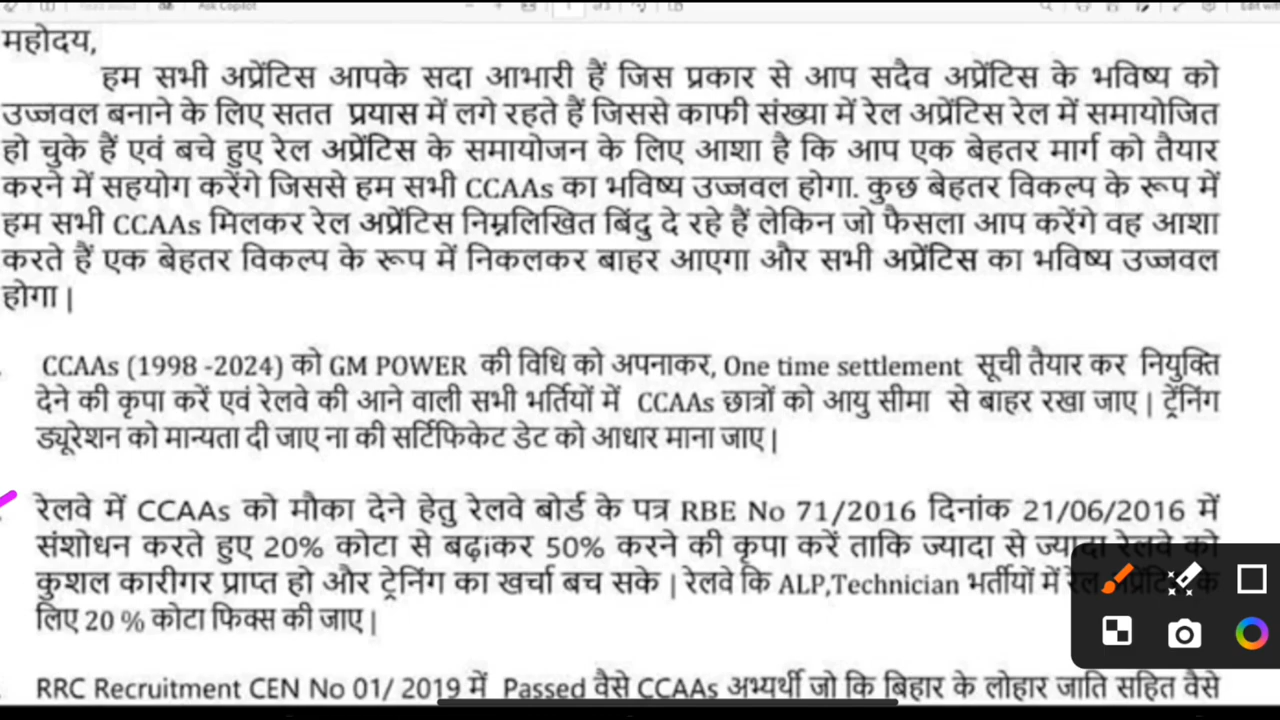 महोदय,
हम सभी अप्रेंटिस आपके सदा आभारी हैं जिस प्रकार से आप सदैव अप्रेंटिस के भविष्य को
उज्जवल बनाने के लिए सतत प्रयास में लगे रहते हैं जिससे काफी संख्या में रेल अप्रेंटिस रेल में समायोजित
हो चुके हैं एवं बचे हुए रेल अप्रेंटिस के समायोजन के लिए आशा है कि आप एक बेहतर मार्ग को तैयार
करने में सहयोग करेंगे जिससे हम सभी CCAAs का भविष्य उज्जवल होगा. कुछ बेहतर विकल्प के रूप में
हम सभी CCAAs मिलकर रेल अप्रेंटिस निम्नलिखित बिंदु दे रहे हैं लेकिन जो फैसला आप करेंगे वह आशा
करते हैं एक बेहतर विकल्प के रूप में निकलकर बाहर आएगा और सभी अप्रेंटिस का भविष्य उज्जवल
होगा |
CCAAs (1998 -2024) को GM POWER की विधि को अपनाकर, One time settlement सूची तैयार कर नियुक्ति
देने की कृपा करें एवं रेलवे की आने वाली सभी भर्तियों में CCAAs छात्रों को आयु सीमा से बाहर रखा जाए | ट्रेंनिंग
ड्यूरेशन को मान्यता दी जाए ना की सर्टिफिकेट डेट को आधार माना जाए |
रेलवे में CCAAs को मौका देने हेतु रेलवे बोर्ड के पत्र RBE No 71/2016 दिनांक 21/06/2016 में
संशोधन करते हुए 20% कोटा से बढ़ाकर 50% करने की कृपा करें ताकि ज्यादा से ज्यादा रेलवे को
कुशल कारीगर प्राप्त हो और ट्रेनिंग का खर्चा बच सके | रेलवे कि ALP,Technician भर्तीयों में रेल अप्रेंटिस के
लिए 20 % कोटा फिक्स की जाए |
RRC Recruitment CEN No 01/ 2019 में Passed वैसे CCAAs अभ्यर्थी जो कि बिहार के लोहार जाति सहित वैसे